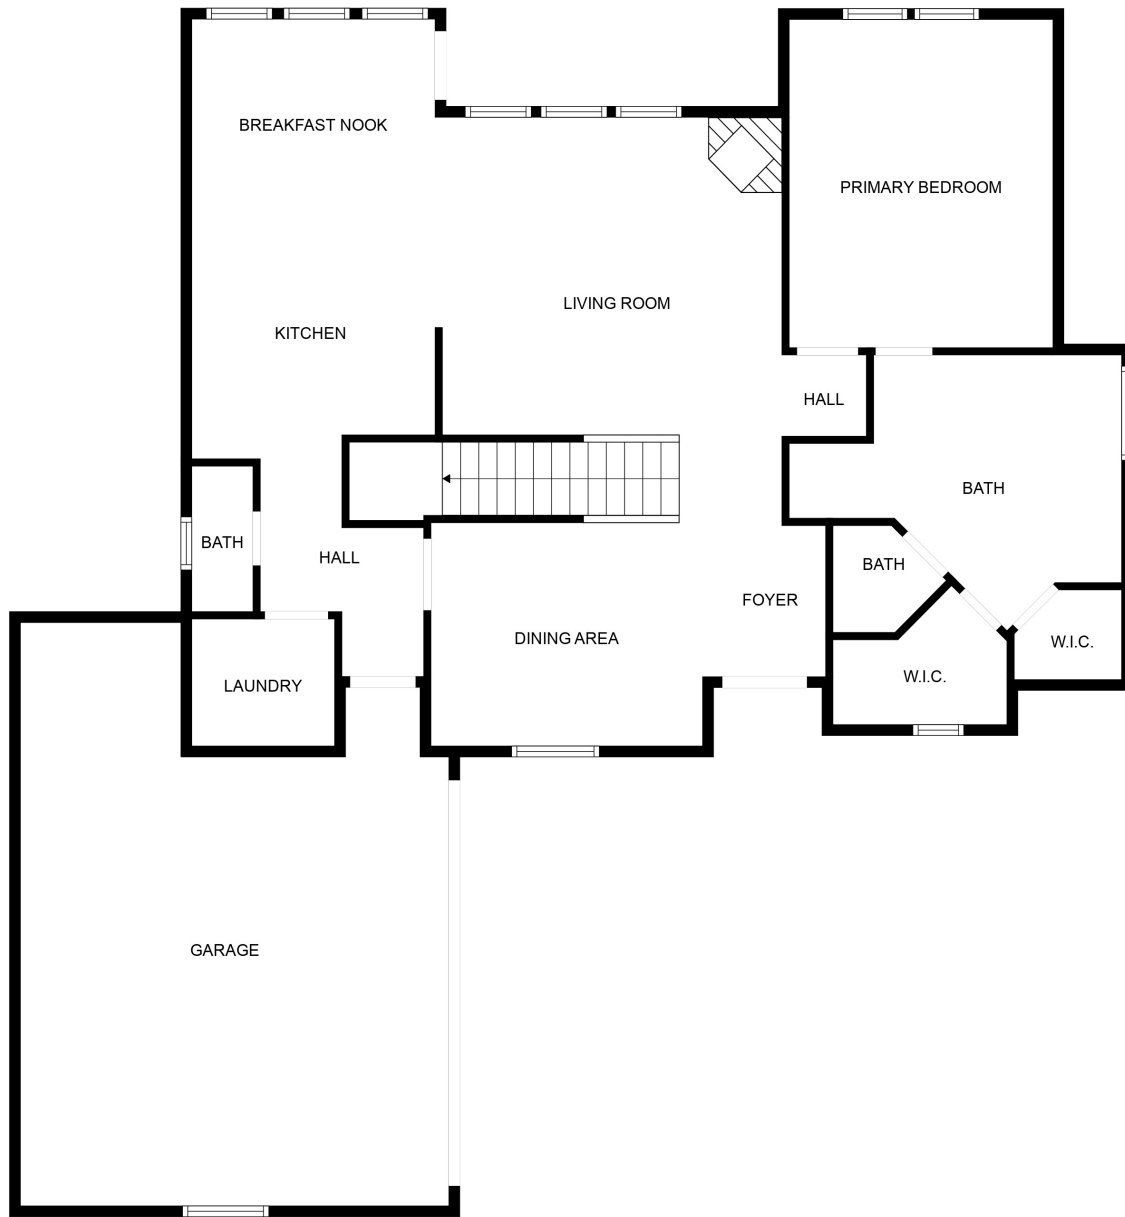 BREAKFAST NOOK
PRIMARY BEDROOM
LIVING ROOM
KITCHEN
HALL
BATH
BATH
HALL
BATH
FOYER
DINING AREA
W.I.C.
W.I.C.
LAUNDRY
GARAGE